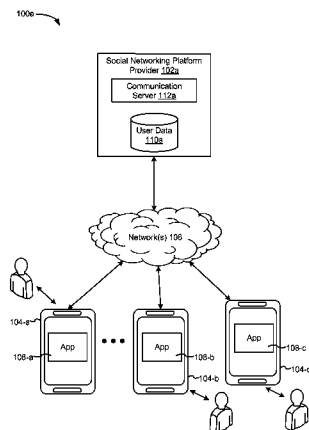 100a
Social Networking Platform
Provider 102a
Communication
Server 112a
User Data
110a
Network(s) 106
104-a
App
108-a
App
108-b
104-b
App
108-c
104-c